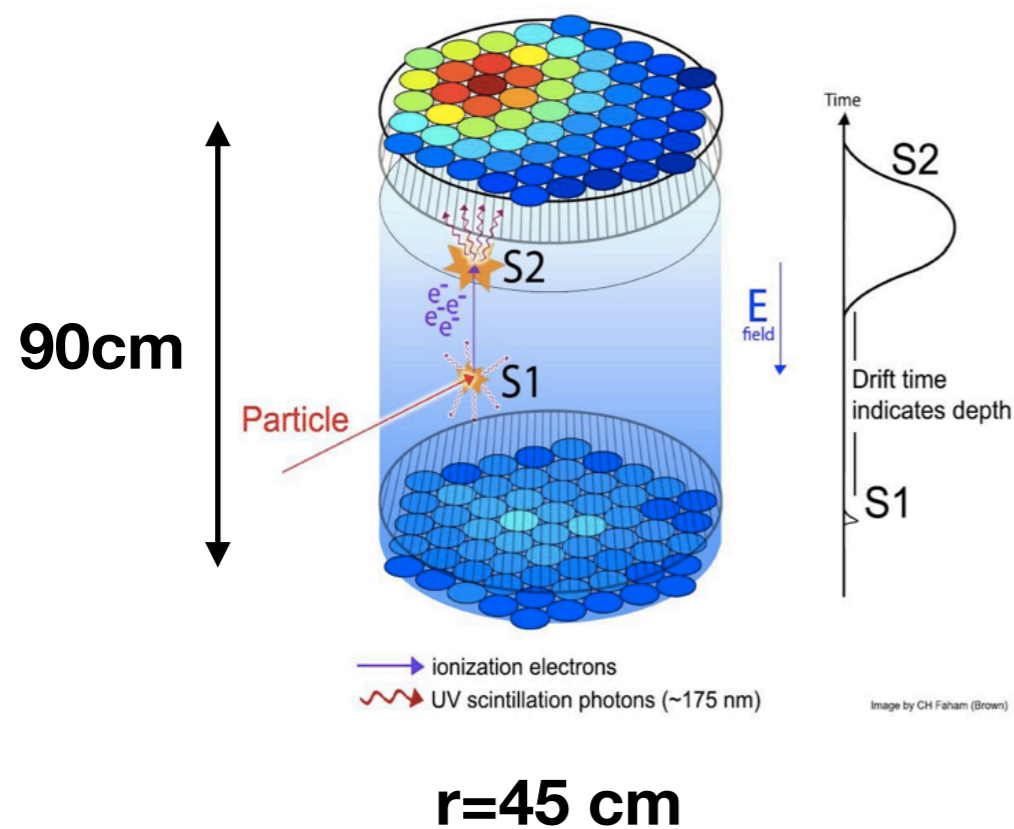 Time
S2
S2
e-
e-
e-
e-
90cm
E
field
S1
Drift time
indicates depth
Particle
S1
ionization electrons
UV scintillation photons (~175 nm)
Image by CH Faham (Brown)
r=45 cm